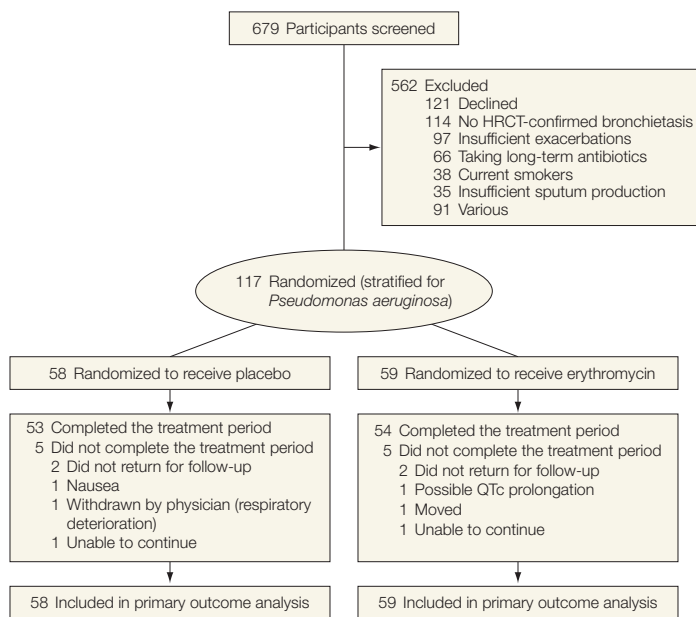 679 Participants screened
562 Excluded
121 Declined
114 No HRCT-confirmed bronchietasis
97 Insufficient exacerbations
66 Taking long-term antibiotics
38 Current smokers
35 Insufficient sputum production
91 Various
117 Randomized (stratified for
Pseudomonas aeruginosa)
58 Randomized to receive placebo
59 Randomized to receive erythromycin
53 Completed the treatment period
5 Did not complete the treatment period
2 Did not return for follow-up
1 Nausea
1 Withdrawn by physician (respiratory
deterioration)
1 Unable to continue
54 Completed the treatment period
5 Did not complete the treatment period
2 Did not return for follow-up
1 Possible QTc prolongation
1 Moved
1 Unable to continue
58 Included in primary outcome analysis
59 Included in primary outcome analysis